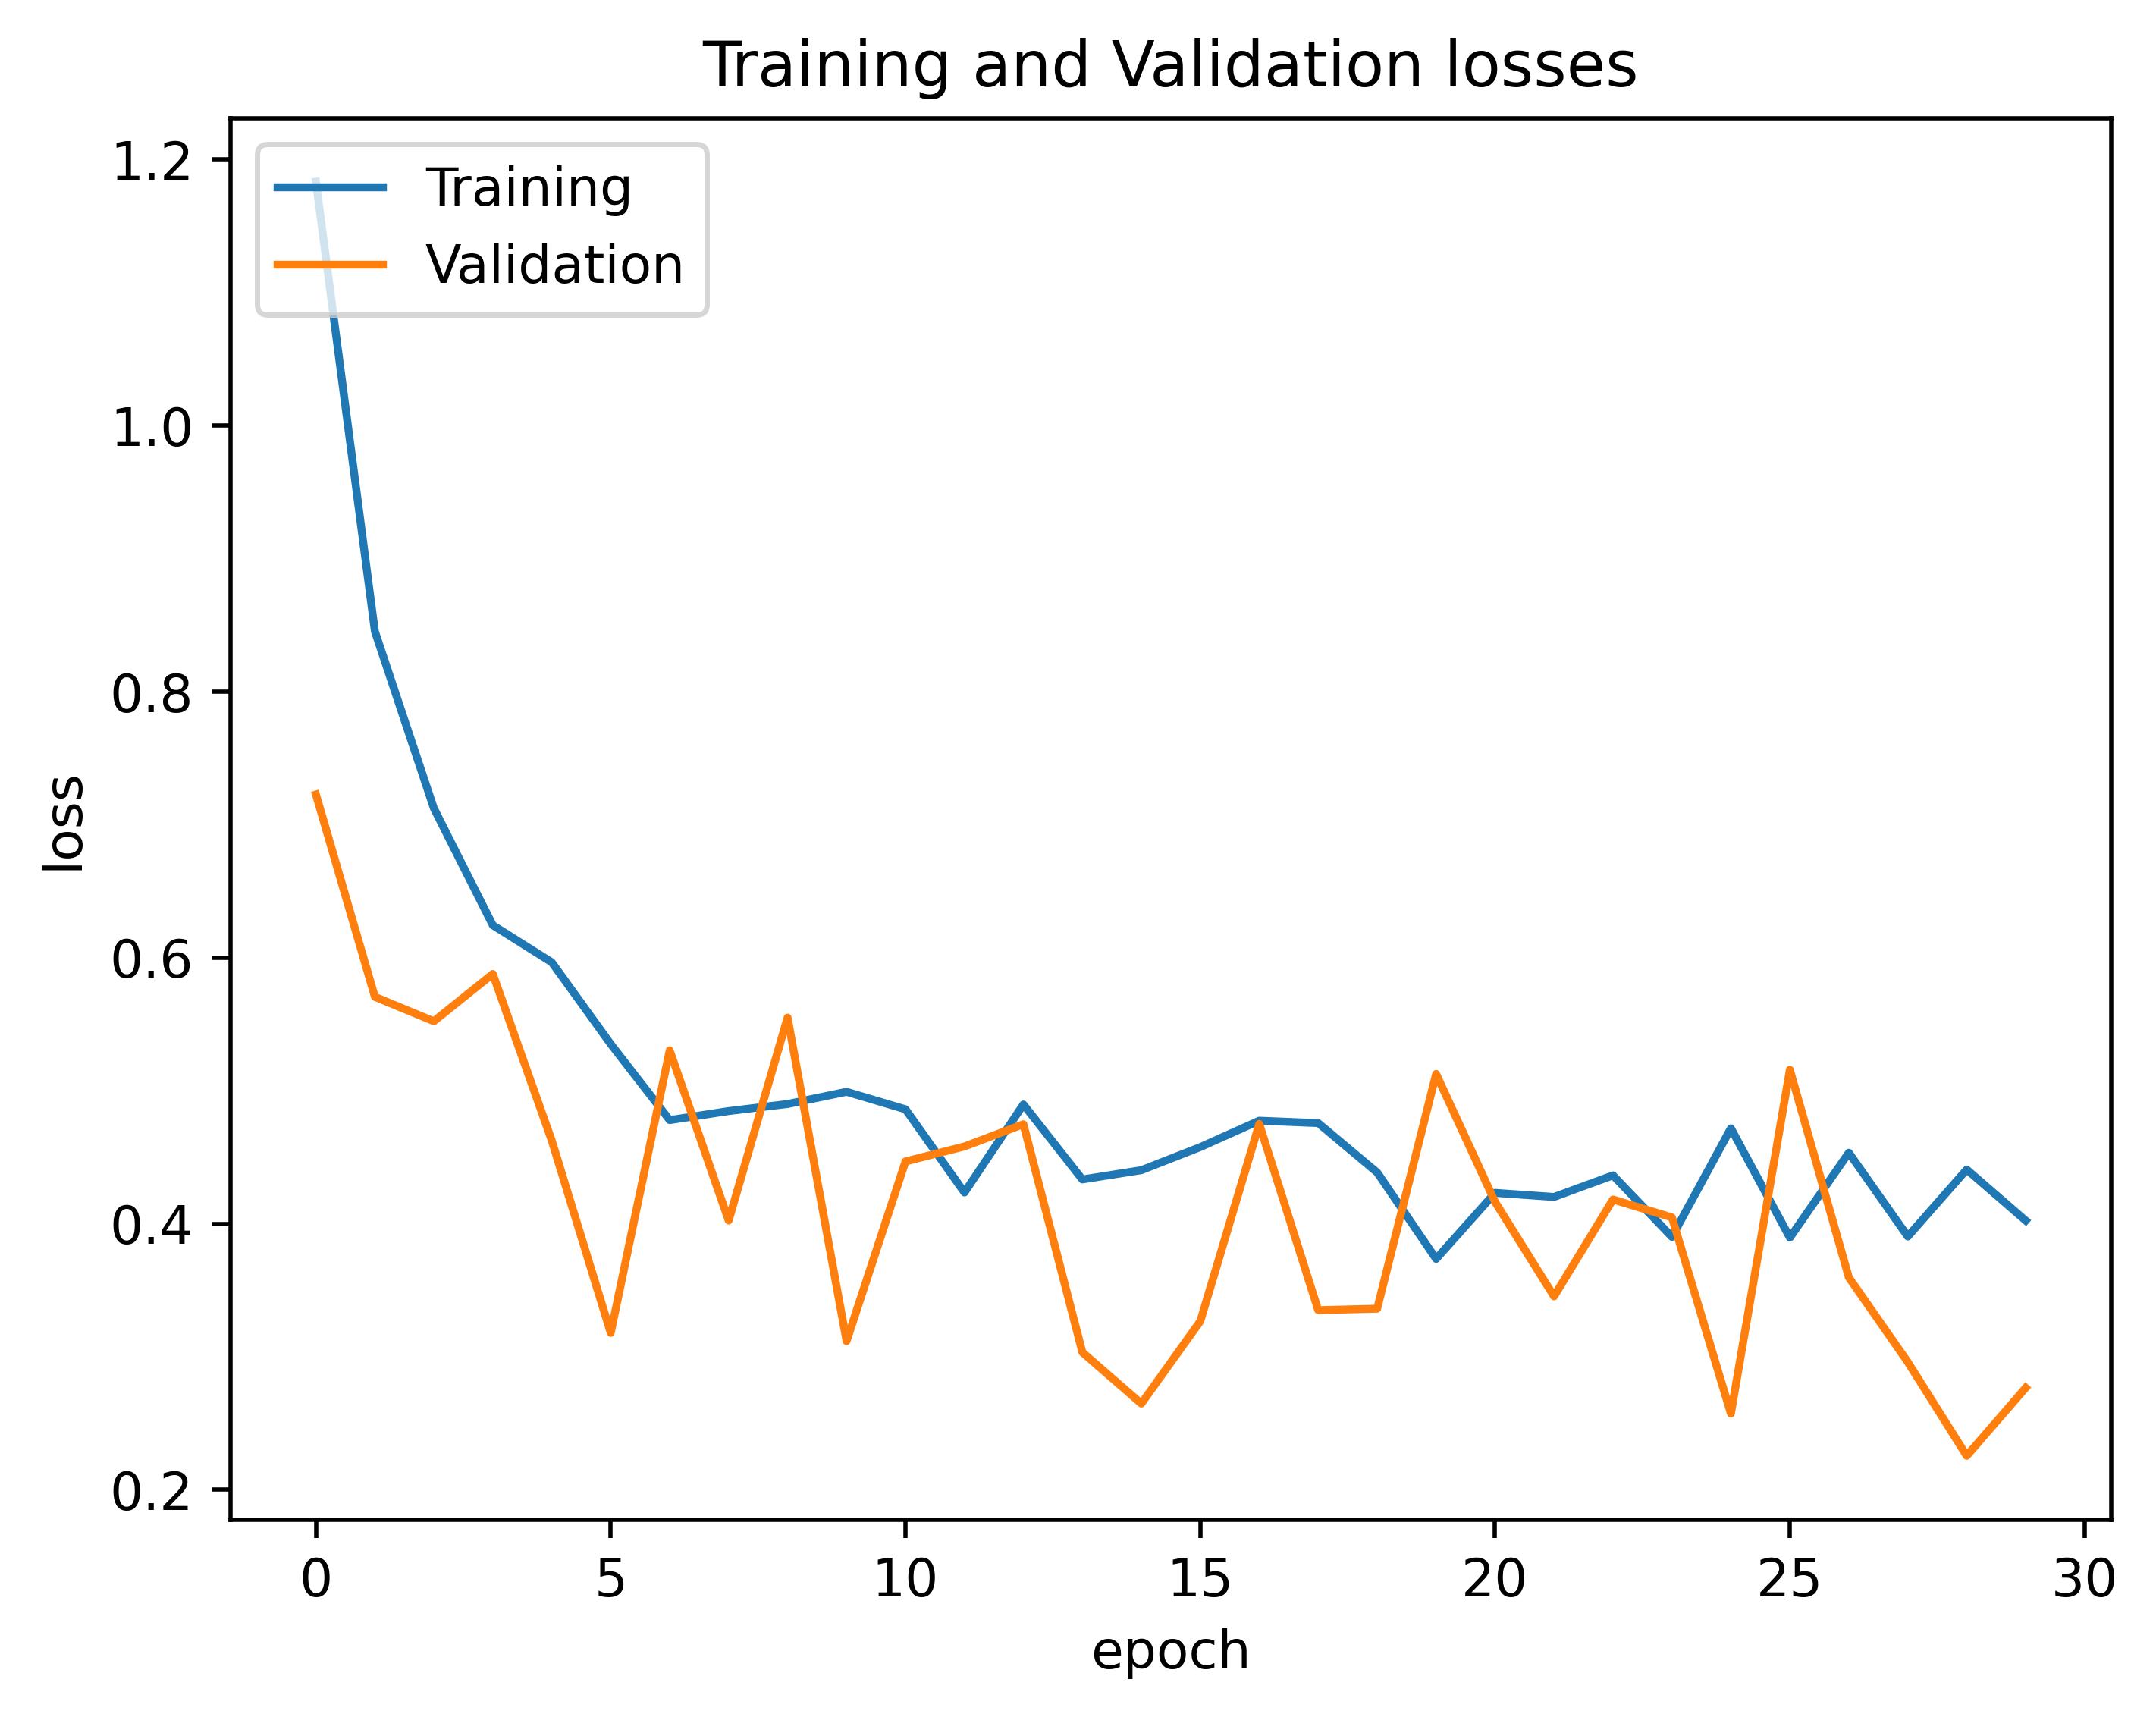 Training and Validation losses
Training
Validation
1.2
1.0
0.8
0.6
0.4
0.2
loss
0 5 10 15 20 25 30
epoch